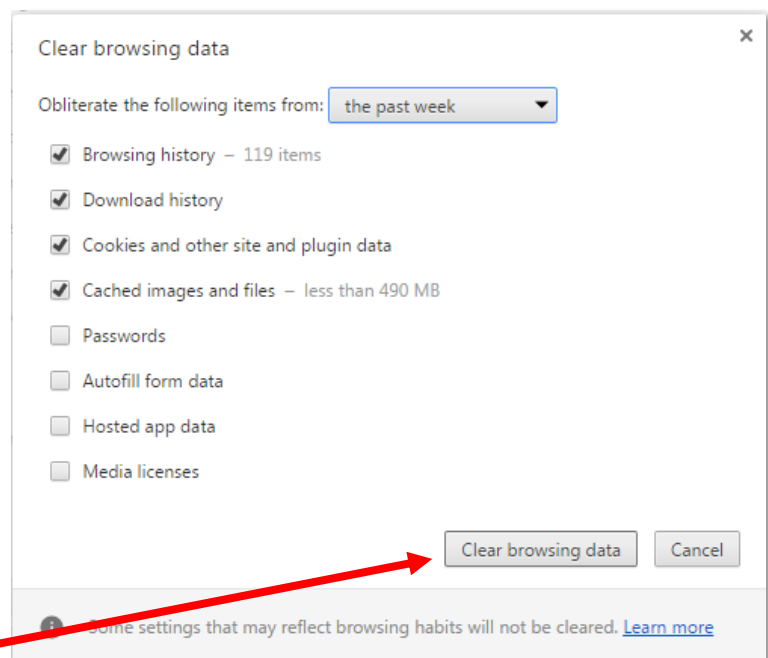 Clear browsing data
Obliterate the following items from: the past week
Browsing history – 119 items
Download history
Cookies and other site and plugin data
Cached images and files – less than 490 MB
Passwords
Autofill form data
Hosted app data
Media licenses
Clear browsing data Cancel
Some settings that may reflect browsing habits will not be cleared. Learn more